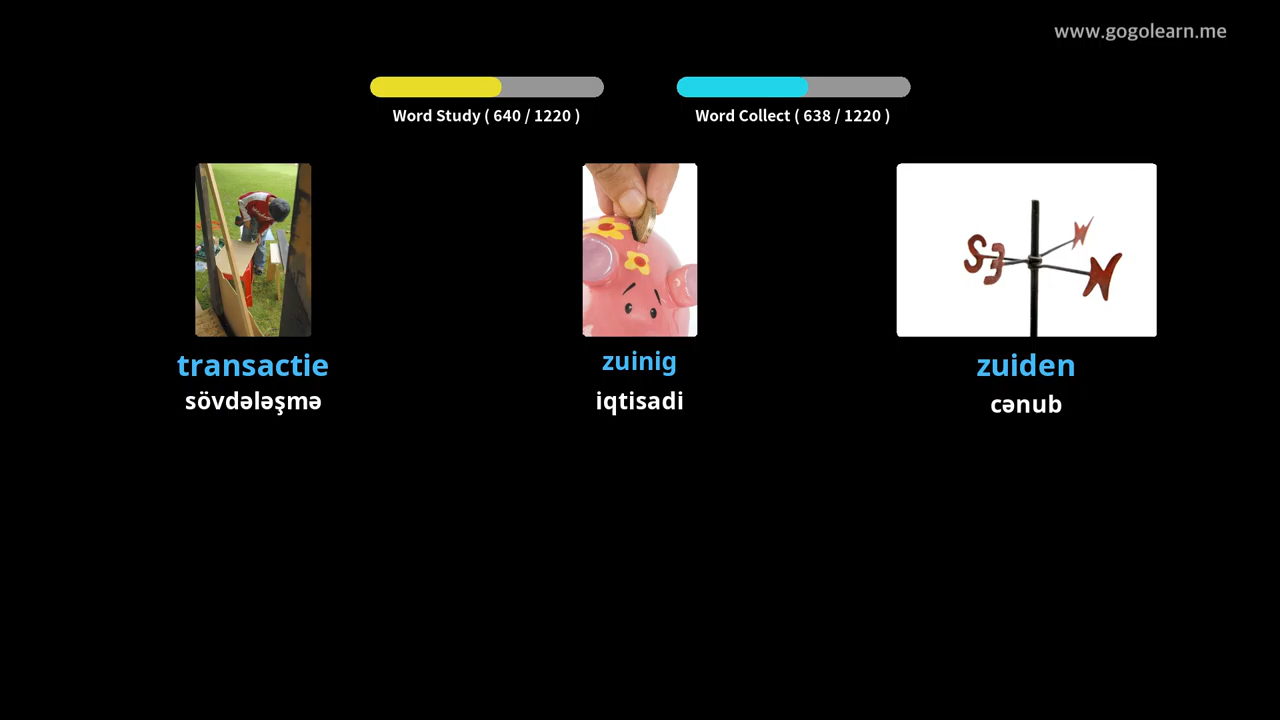 www.gogolearn.me
Word Study ( 640 / 1220 )
Word Collect ( 638 / 1220 )
S
E
N
transactie
sövdələşmə
zuinig
iqtisadi
zuiden
cənub